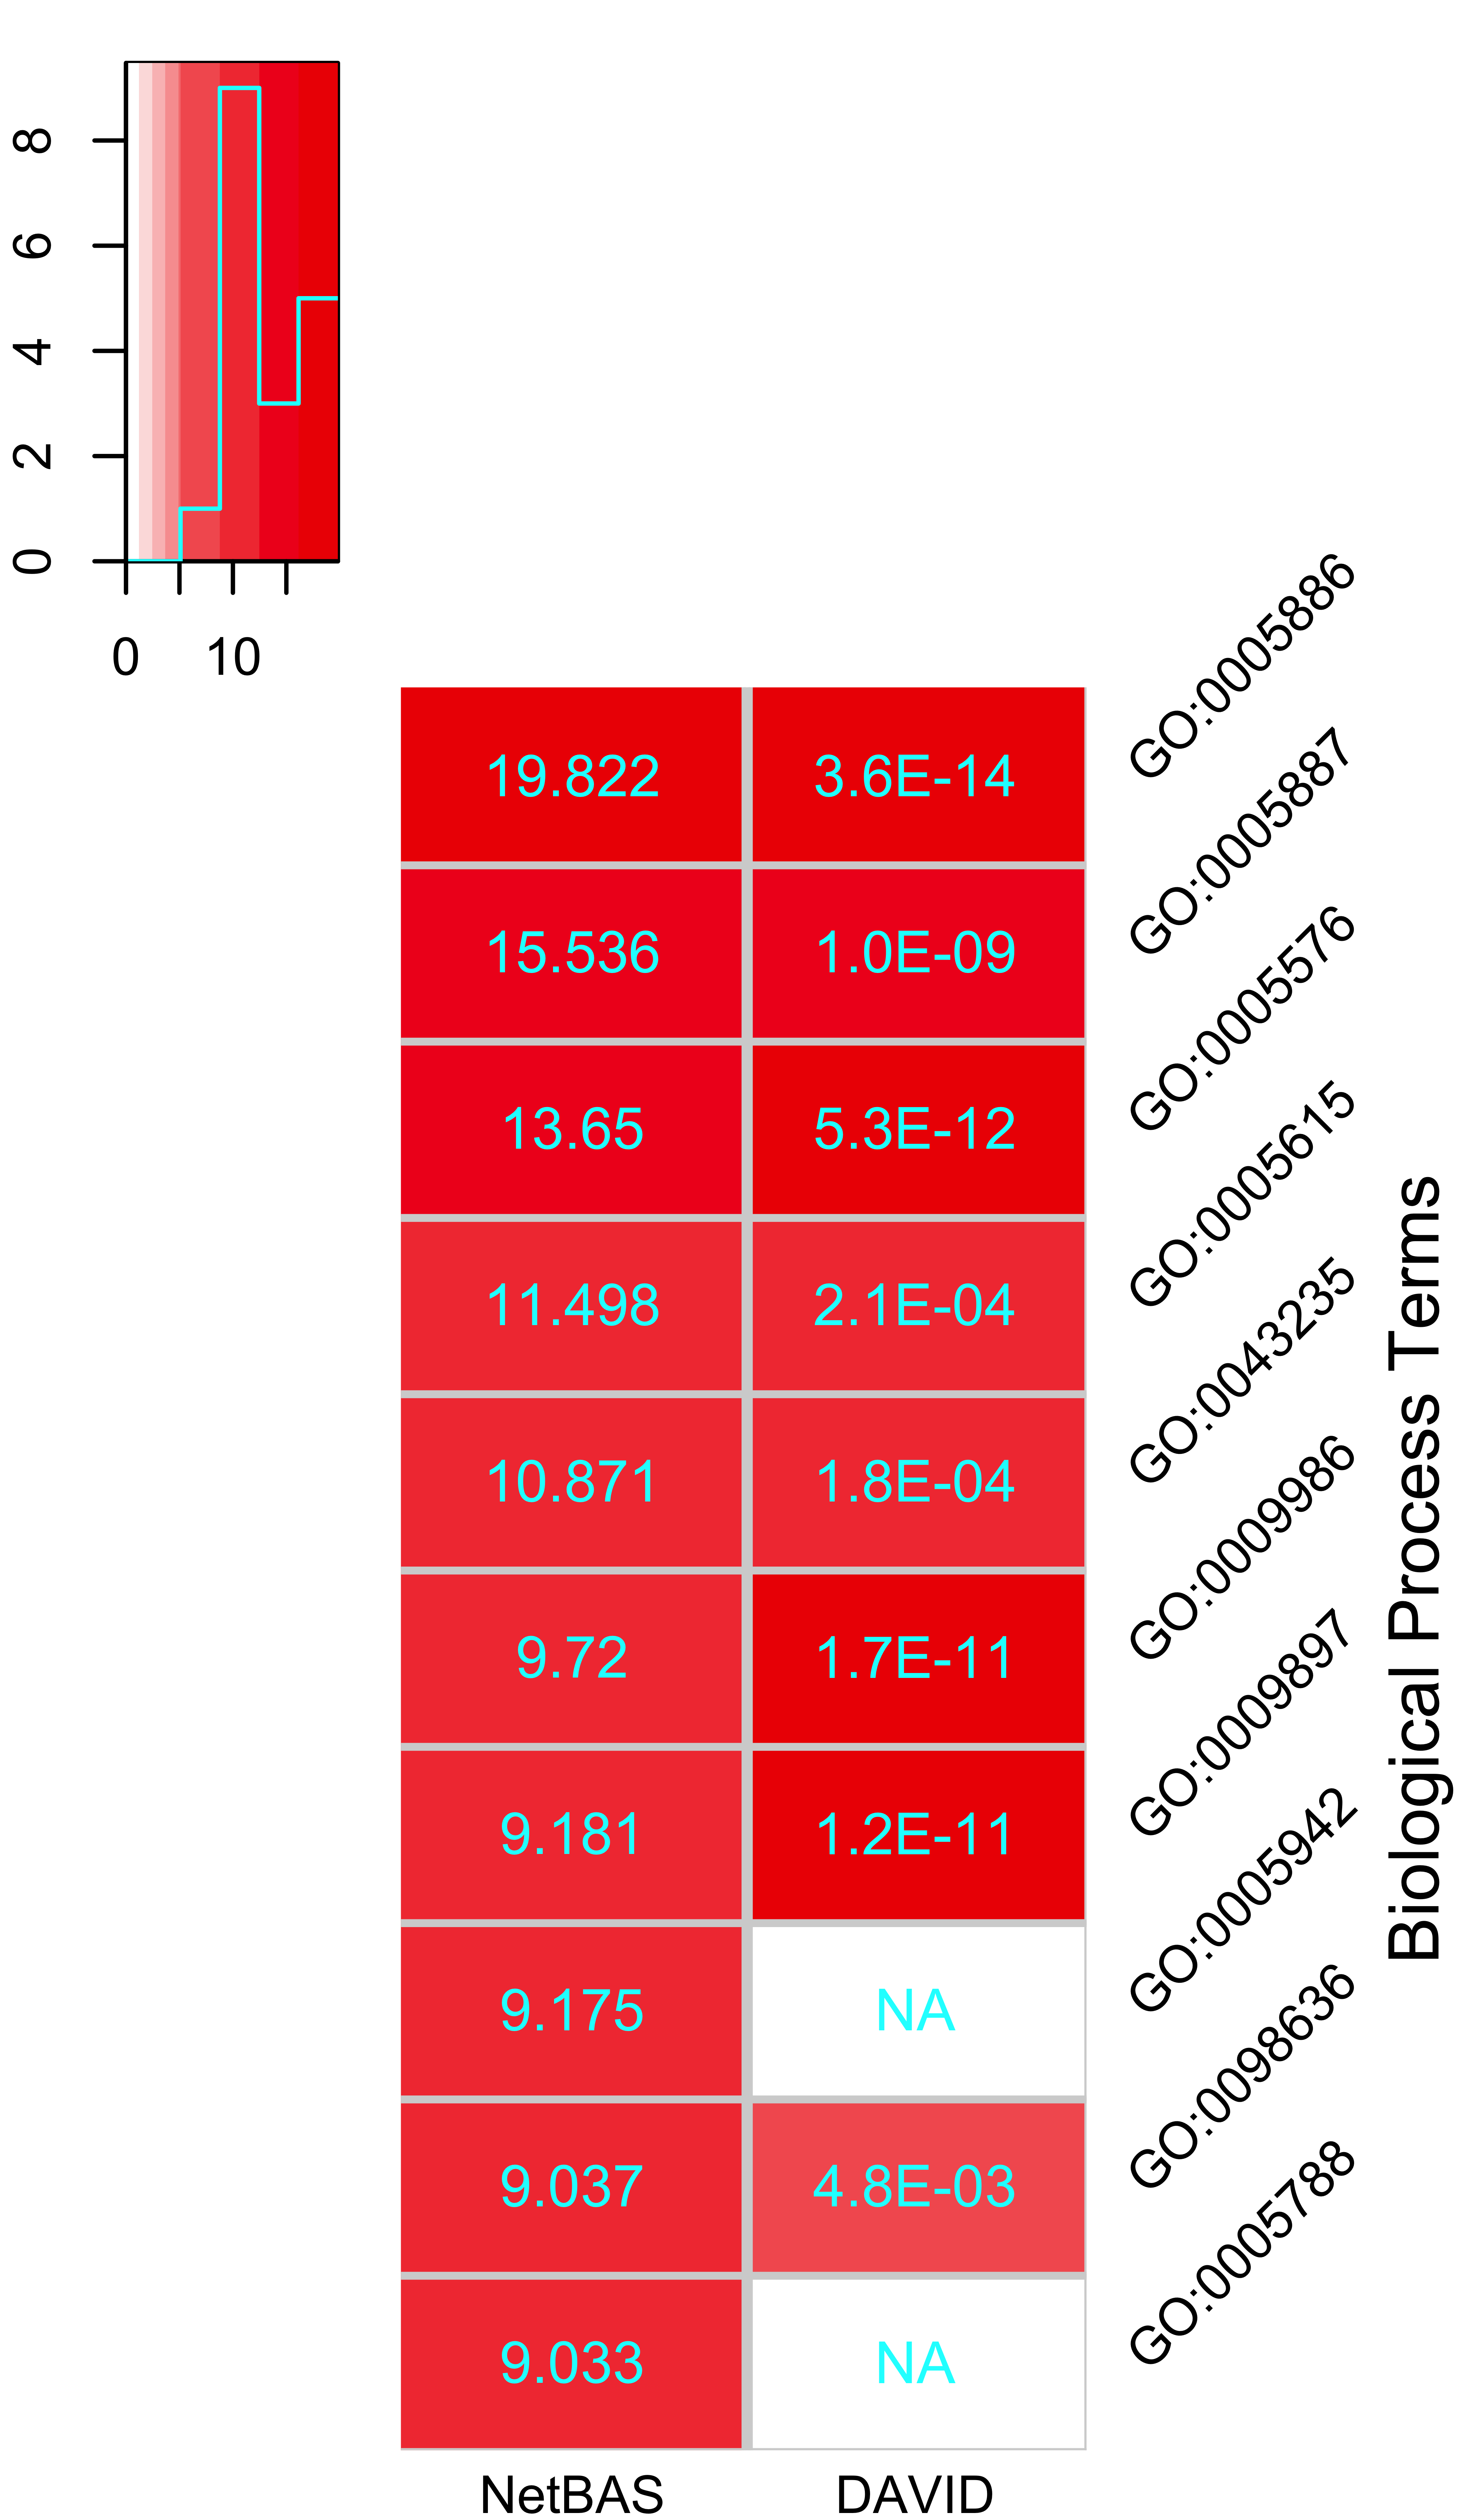 8
6
4
2
0
0 10
19.822 3.6E-14 GO:0005886
15.536 1.0E-09 GO:0005887
13.65 5.3E-12 GO:0005576
11.498 2.1E-04 GO:0005615
10.871 1.8E-04 GO:0043235
9.72 1.7E-11 GO:0009986
9.181 1.2E-11 GO:0009897
9.175 NA GO:0005942
9.037 4.8E-03 GO:0098636
9.033 NA GO:0005788
Biological Process Terms
NetBAS DAVID